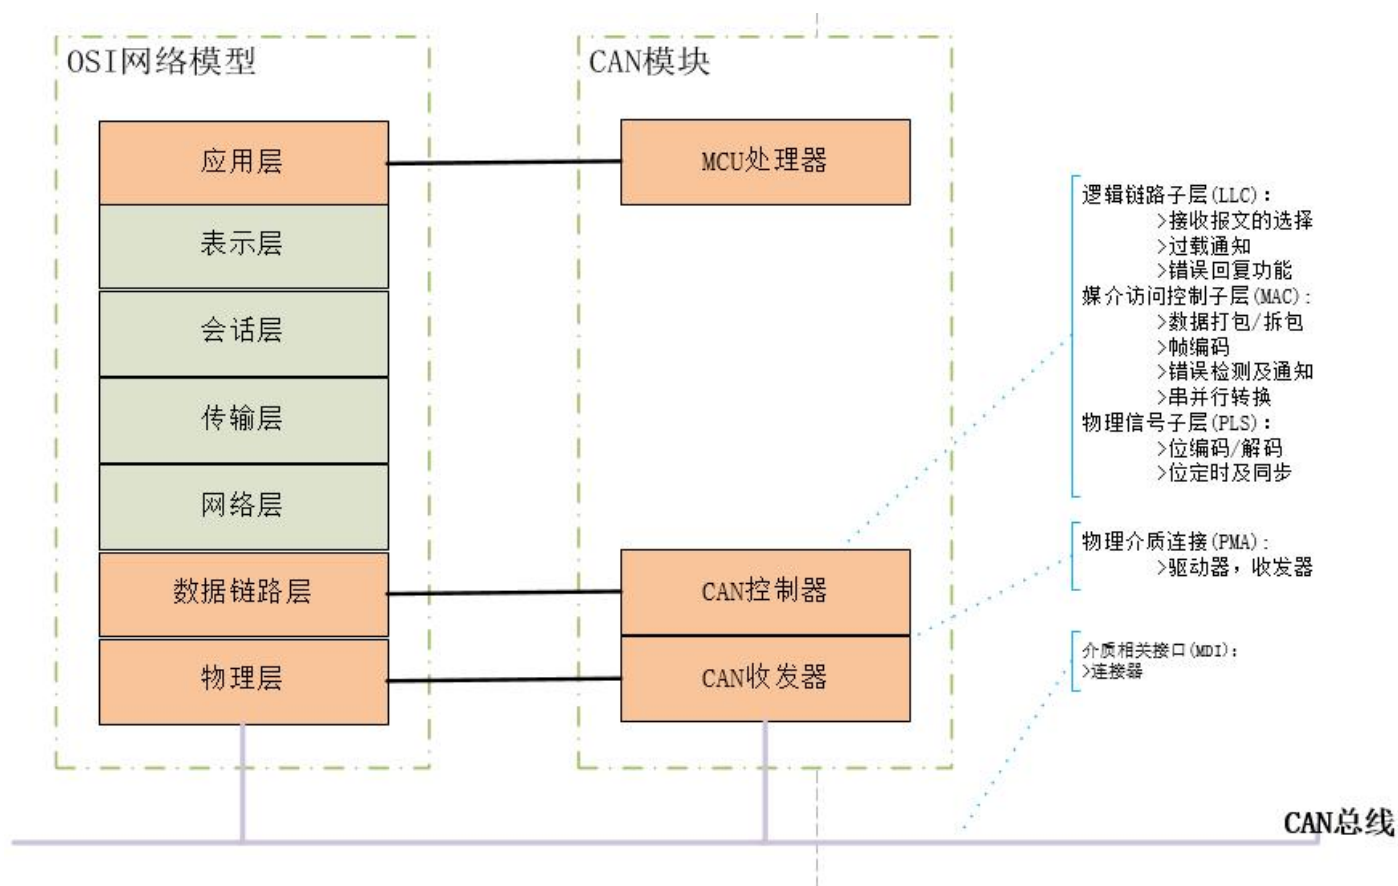 OSI网络模型
应用层
表示层
会话层
传输层
网络层
数据链路层
物理层
CAN模块
MCU处理器
CAN控制器
CAN收发器
逻辑链路子层(LLC):
>接收报文的选择
>过载通知
>错误回复功能
媒介访问控制子层(MAC):
>数据打包/拆包
>帧编码
>错误检测及通知
>串并行转换
物理信号子层(PLS):
>位编码/解码
>位定时及同步
物理介质连接(PMA):
>驱动器，收发器
介质相关接口(MDI):
>连接器
CAN总线